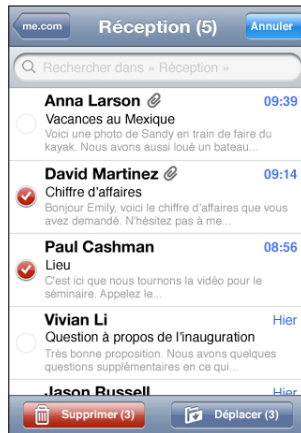 me.com Réception (5) Annuler
Rechercher dans « Réception »
Anna Larson 09:39
Vacances au Mexique
Voici une photo de Sandy en train de faire du
kayak. Nous avons aussi loué un bateau...
David Martinez 09:14
Chiffre d'affaires
Bonjour Emily, voici le chiffre d'affaires que vous
avez demandé. N'hésitez pas à me...
Paul Cashman 08:56
Lieu
C'est ici que nous tournons la vidéo pour le
séminaire. Appelez le...
Vivian Li Hier
Question à propos de l'inauguration
Très bonne proposition. Nous avons quelques
questions supplémentaires en ce qui...
Jason Russell Hier
Supprimer (3) Déplacer (3)